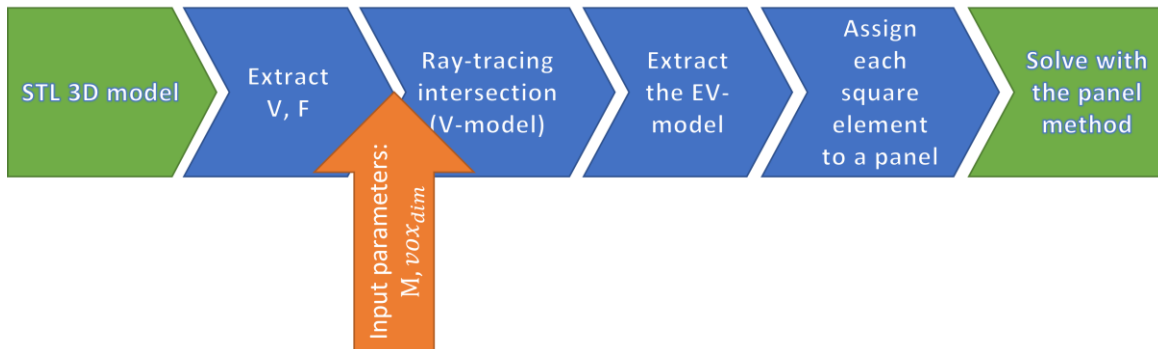 STL 3D model
Extract
V, F
Ray-tracing
intersection
(V-model)
Extract
the EV-
model
Assign
each
square
element
to a panel
Solve with
the panel
method
Input parameters:
M, vox_dim